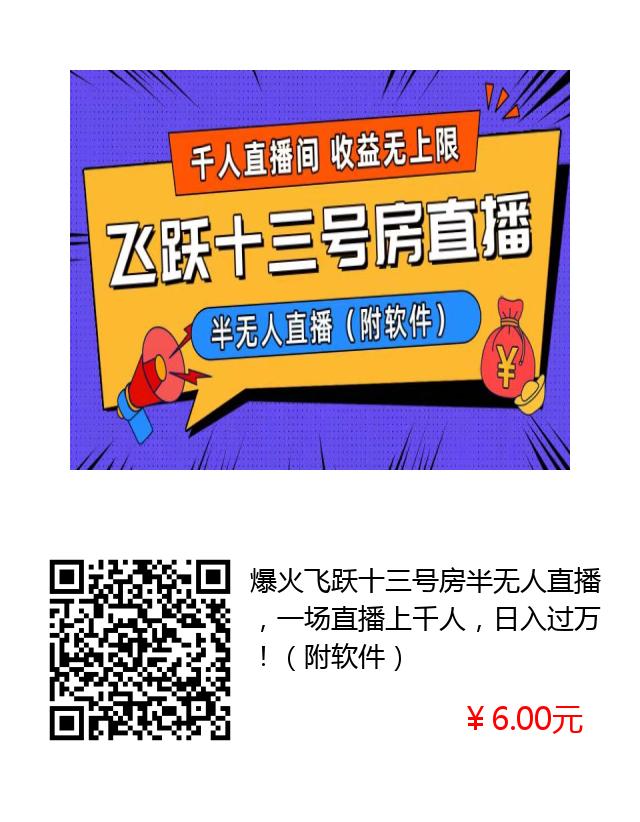 千人直播间 收益无上限
飞跃十三号房直播
半无人直播（附软件）
¥
爆火飞跃十三号房半无人直播
，一场直播上千人，日入过万
！（附软件）
￥6.00元